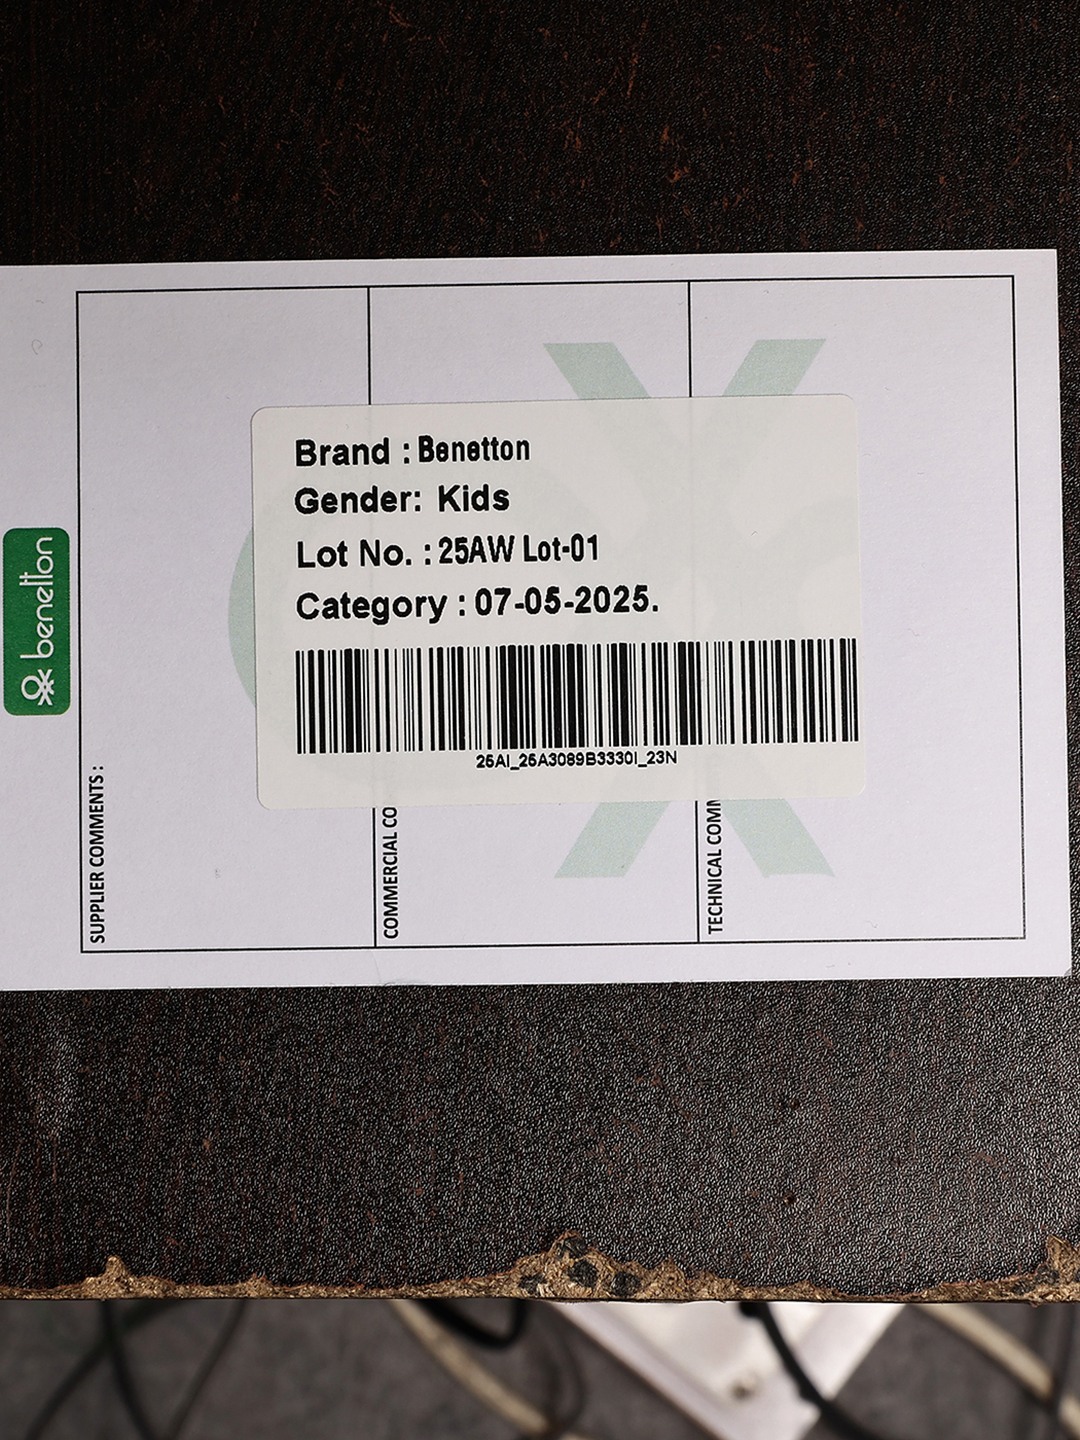 Brand : Benetton
Gender: Kids
Lot No. : 25AW Lot-01
Category : 07-05-2025.
25AI_25A3089B3330I_23N
benetton
SUPPLIER COMMENTS :
COMMERCIAL CO
TECHNICAL COMM